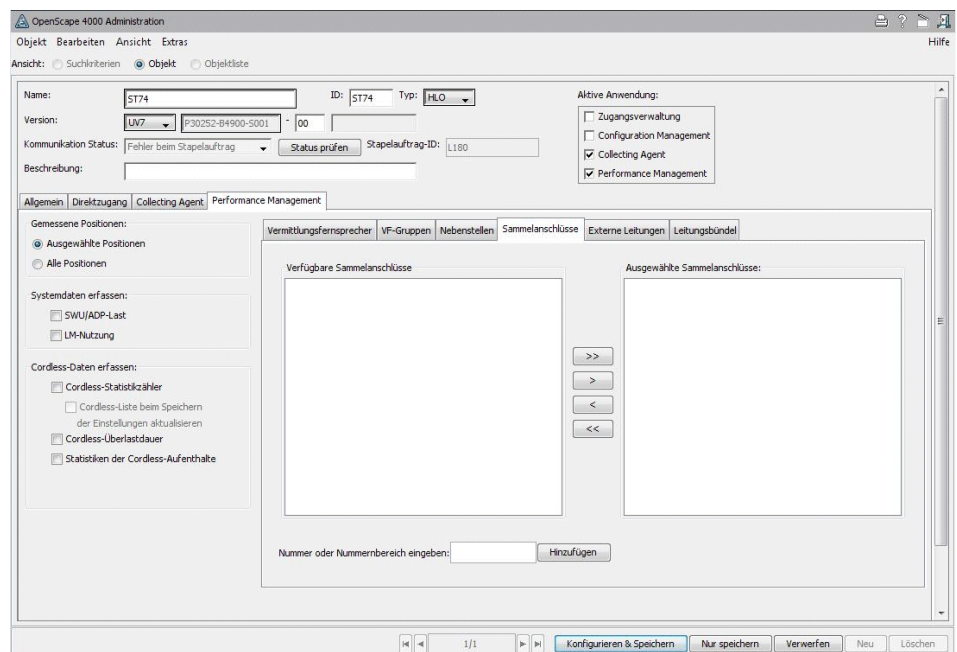 OpenScape 4000 Administration
Objekt Bearbeiten Ansicht Extras Hilfe
Ansicht: Suchkriterien Objekt Objektliste
Name: ST74 ID: ST74 Typ: HLO Aktive Anwendung:
Zugangsverwaltung
Version: UV7 P30252-B4900-S001 - 00
Configuration Management
Kommunikation Status: Fehler beim Stapelauftrag Status prüfen Stapelauftrag-ID: L180
Collecting Agent
Beschreibung:
Performance Management
Allgemein Direktzugang Collecting Agent Performance Management
Gemessene Positionen:
Ausgewählte Positionen
Alle Positionen
Systemdaten erfassen:
SWU/ADP-Last
LM-Nutzung
Cordless-Daten erfassen:
Cordless-Statistikzähler
Cordless-Liste beim Speichern
der Einstellungen aktualisieren
Cordless-Überlastdauer
Statistiken der Cordless-Aufenthalte
Vermittlungsfernsprecher VF-Gruppen Nebenstellen Sammelanschlüsse Externe Leitungen Leitungsbündel
Verfügbare Sammelanschlüsse
Ausgewählte Sammelanschlüsse:
>>
>
<
<<
Nummer oder Nummernbereich eingeben: Hinzufügen
1/1 Konfigurieren & Speichern Nur speichern Verwerfen Neu Löschen